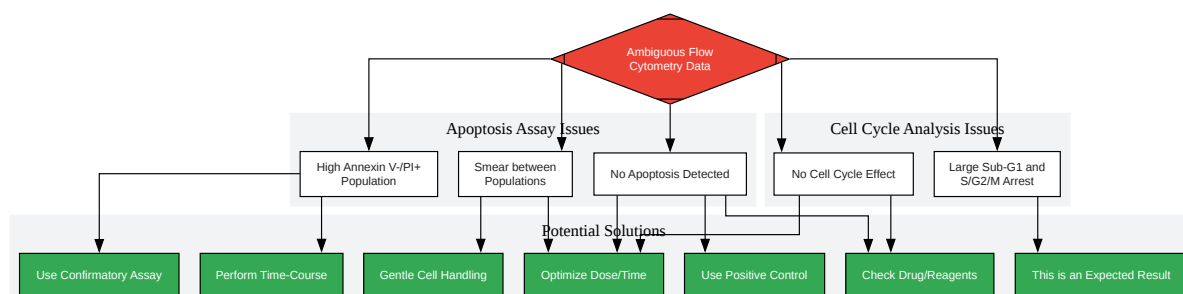 Ambiguous Flow
Cytometry Data
Apoptosis Assay Issues
Cell Cycle Analysis Issues
High Annexin V-/PI+
Population
Smear between
Populations
No Apoptosis Detected
No Cell Cycle Effect
Large Sub-G1 and
S/G2/M Arrest
Potential Solutions
Use Confirmatory Assay
Perform Time-Course
Gentle Cell Handling
Optimize Dose/Time
Use Positive Control
Check Drug/Reagents
This is an Expected Result